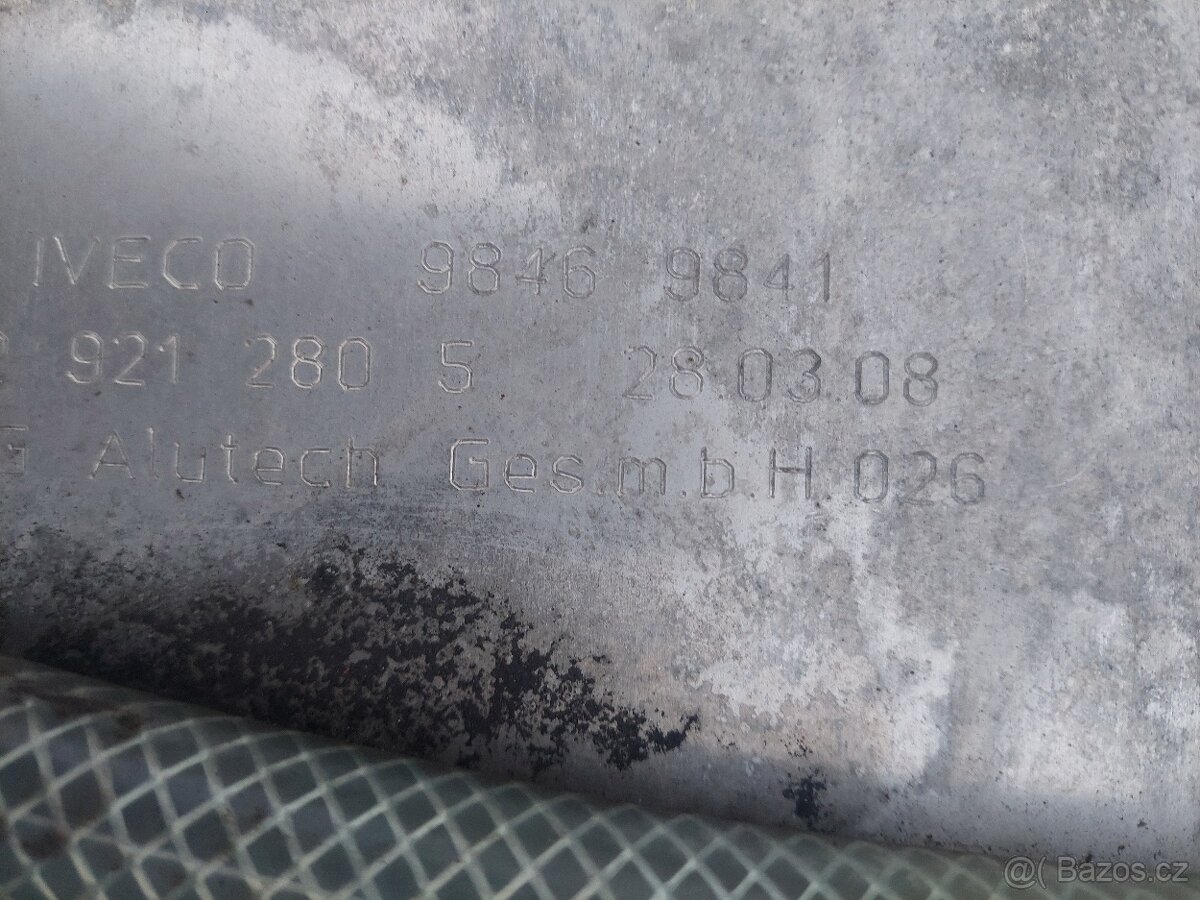 IVECO 9846 9841
921 280 5 28.03.08
Alutech Ges.m.b.H 026
@( Bazos.cz